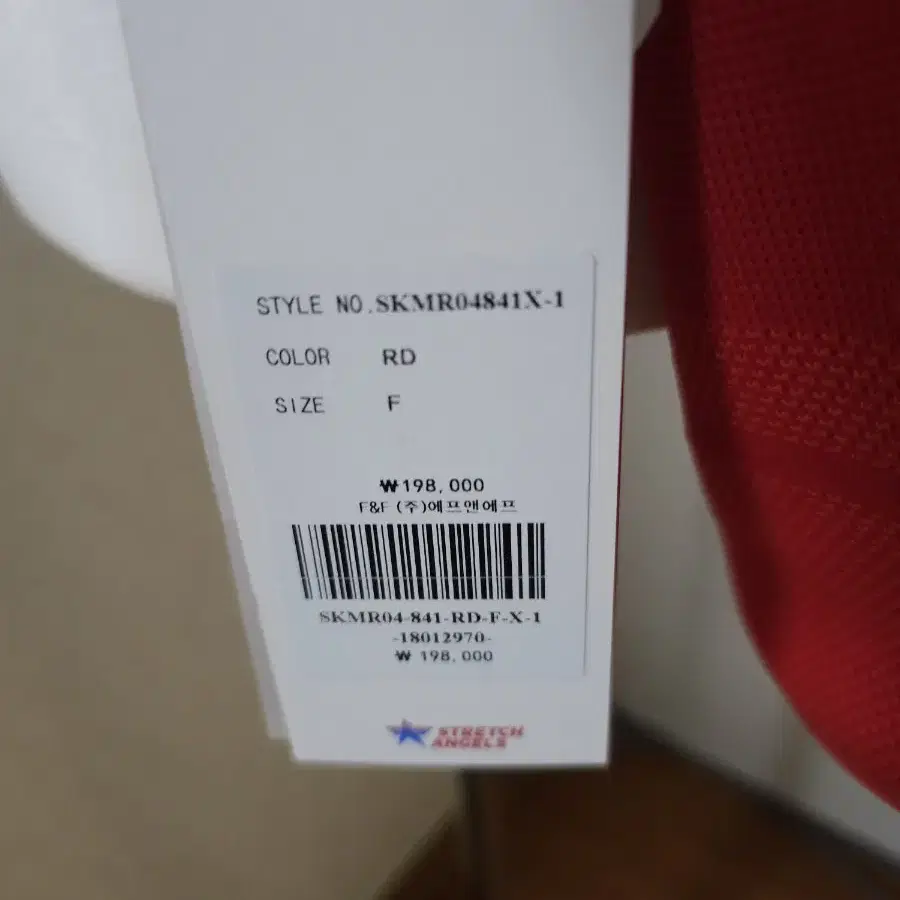 STYLE NO.SKMR04841X-1
COLOR RD
SIZE F
₩198,000
F&F (주)에프앤에프
SKMR04-841-RD-F-X-1
-18012970-
₩ 198,000
STRETCH
ANGELS